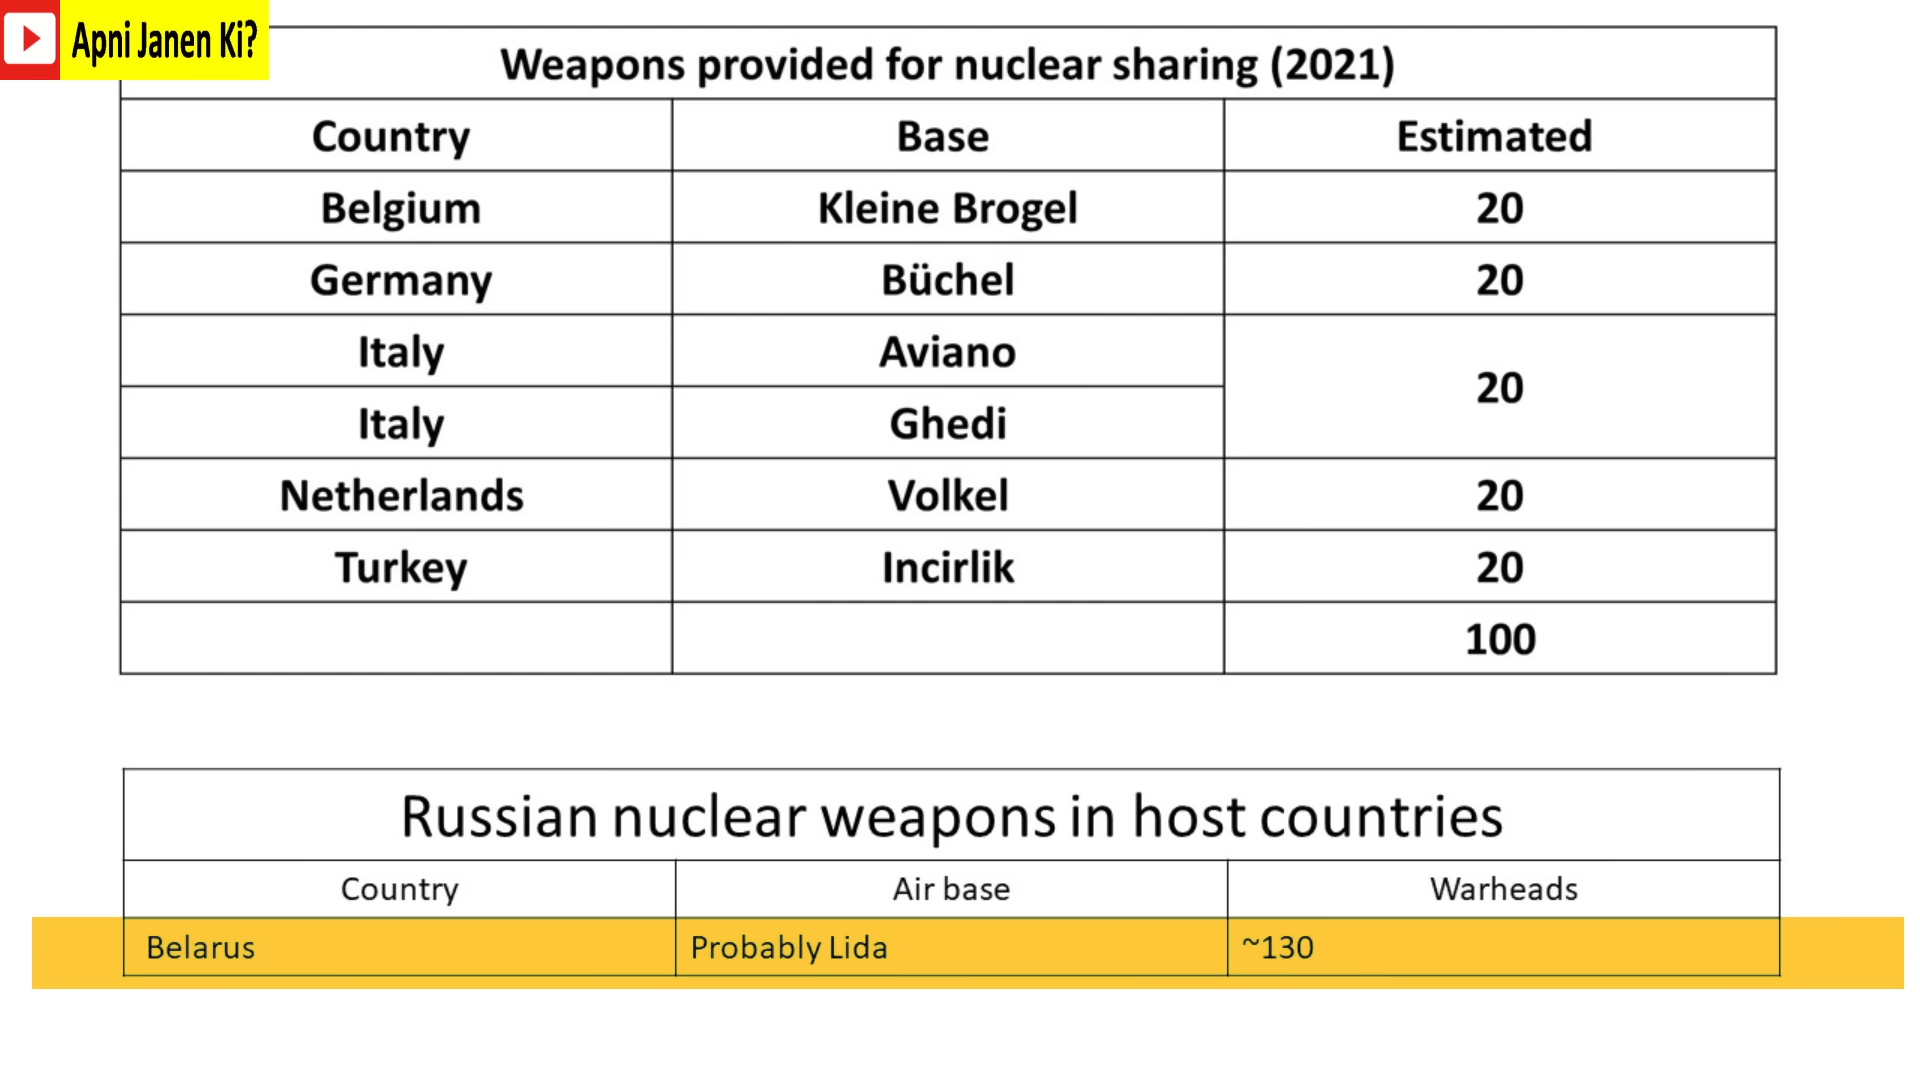 Apni Janen Ki?
Weapons provided for nuclear sharing (2021)
Country Base Estimated
Belgium Kleine Brogel 20
Germany Büchel 20
Italy Aviano 20
Italy Ghedi
Netherlands Volkel 20
Turkey Incirlik 20
100
Russian nuclear weapons in host countries
Country Air base Warheads
Belarus Probably Lida ~130